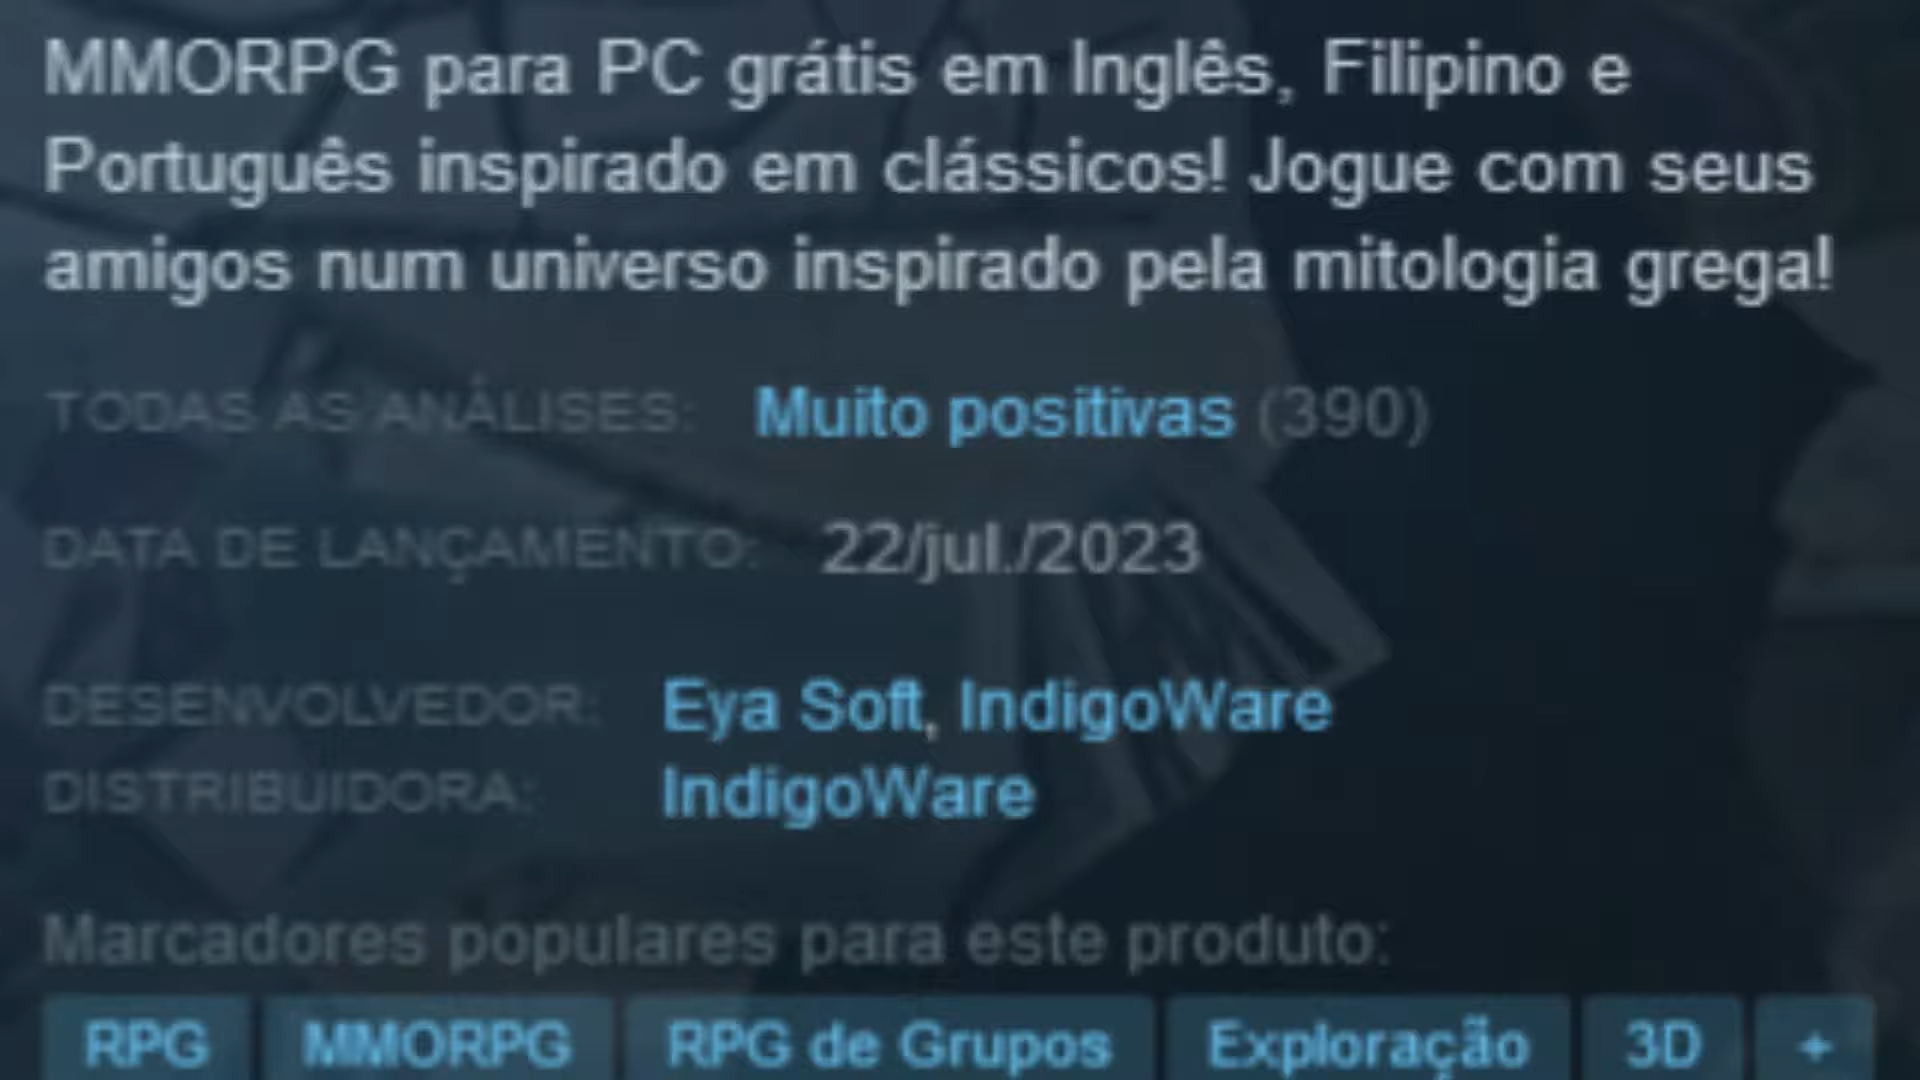 MMORPG para PC grátis em Inglês, Filipino e
Português inspirado em clássicos! Jogue com seus
amigos num universo inspirado pela mitologia grega!
TODAS AS ANÁLISES: Muito positivas (390)
DATA DE LANÇAMENTO: 22/jul./2023
DESENVOLVEDOR: Eya Soft, IndigoWare
DISTRIBUIDORA: IndigoWare
Marcadores populares para este produto:
RPG MMORPG RPG de Grupos Exploração 3D +